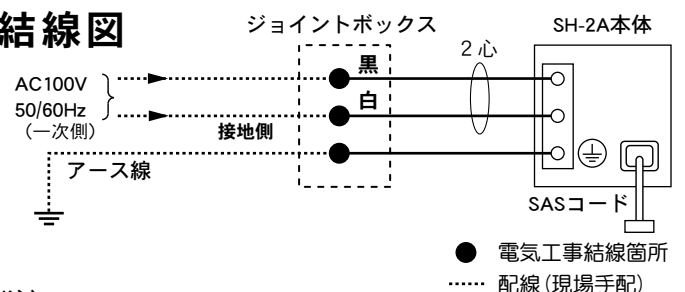 結線図
ジョイントボックス
SH-2A本体
2心
黒
AC100V
白
50/60Hz
(一次側)
接地側
アース線
SASコード
● 電気工事結線箇所
…… 配線(現場手配)